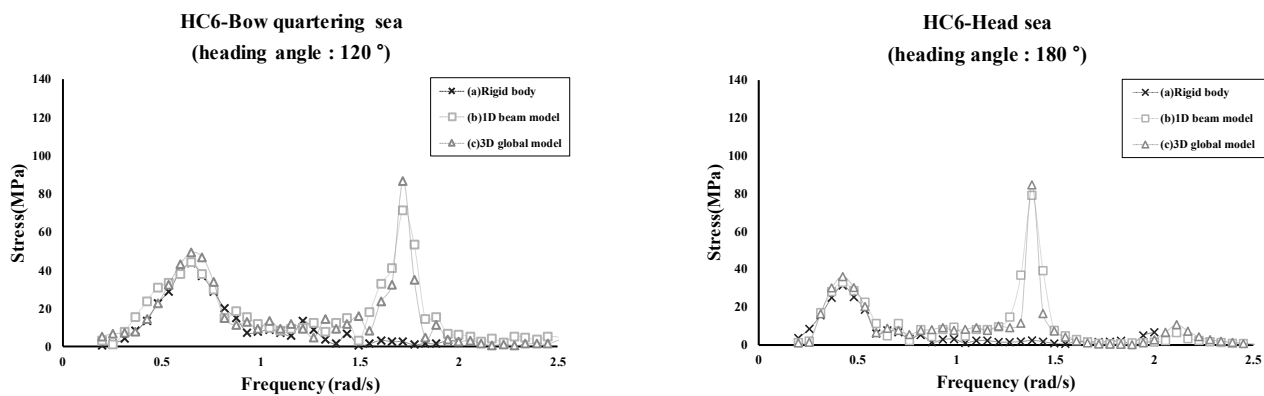 HC6-Bow quartering sea
(heading angle : 120 °)
140
120
100
80
60
40
20
0
Stress(MPa)
(a)Rigid body
(b)1D beam model
(c)3D global model
0
0.5
1
1.5
2
2.5
Frequency (rad/s)
HC6-Head sea
(heading angle : 180 °)
140
120
100
80
60
40
20
0
Stress(MPa)
(a)Rigid body
(b)1D beam model
(c)3D global model
0
0.5
1
1.5
2
2.5
Frequency (rad/s)